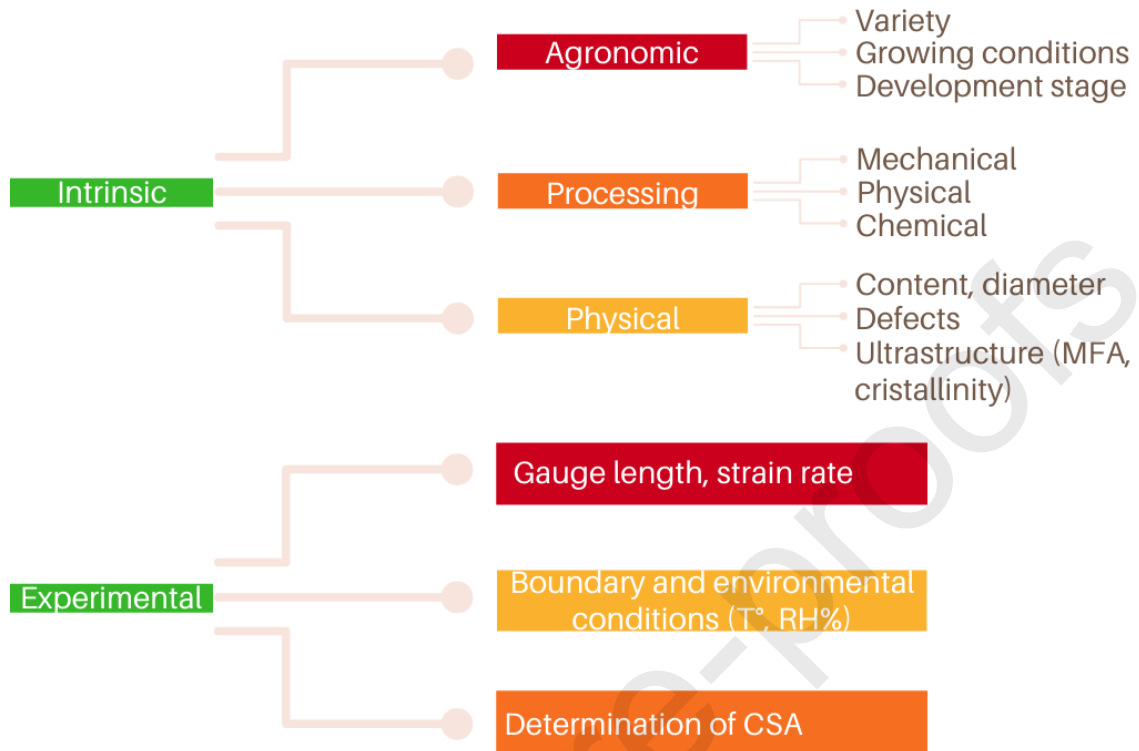 Intrinsic
Agronomic
Variety
Growing conditions
Development stage
Processing
Mechanical
Physical
Chemical
Physical
Content, diameter
Defects
Ultrastructure (MFA,
cristallinity)
Experimental
Gauge length, strain rate
Boundary and environmental
conditions (T°, RH%)
Determination of CSA
e-proofs